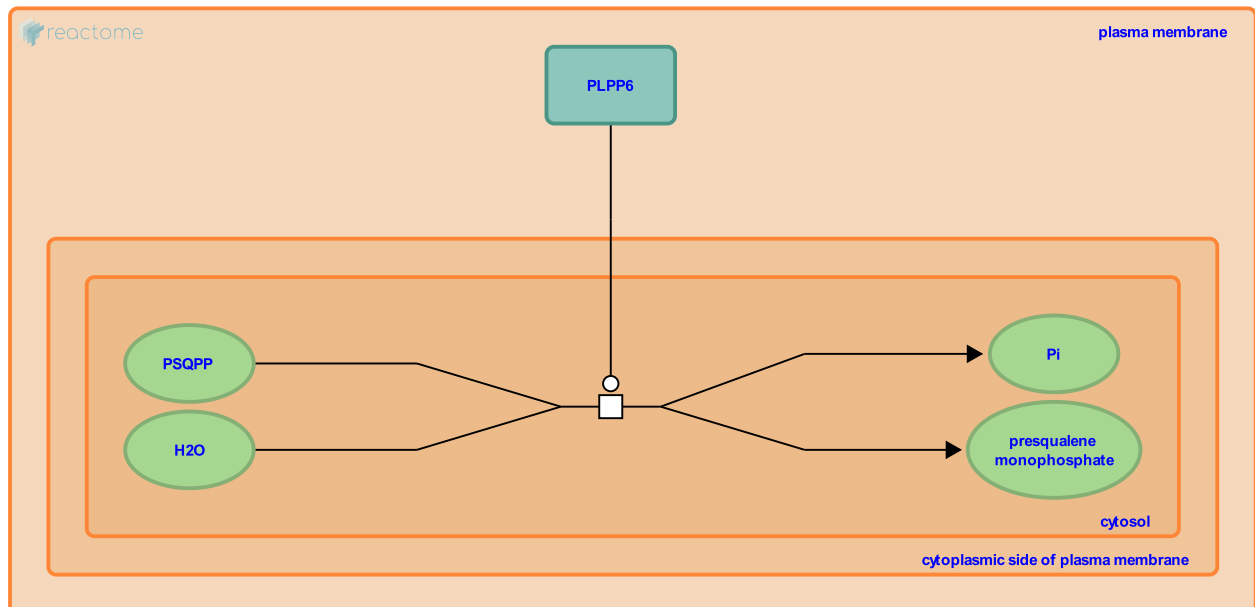 reactome
plasma membrane
PLPP6
PSQPP
Pi
H2O
presqualene
monophosphate
cytosol
cytoplasmic side of plasma membrane